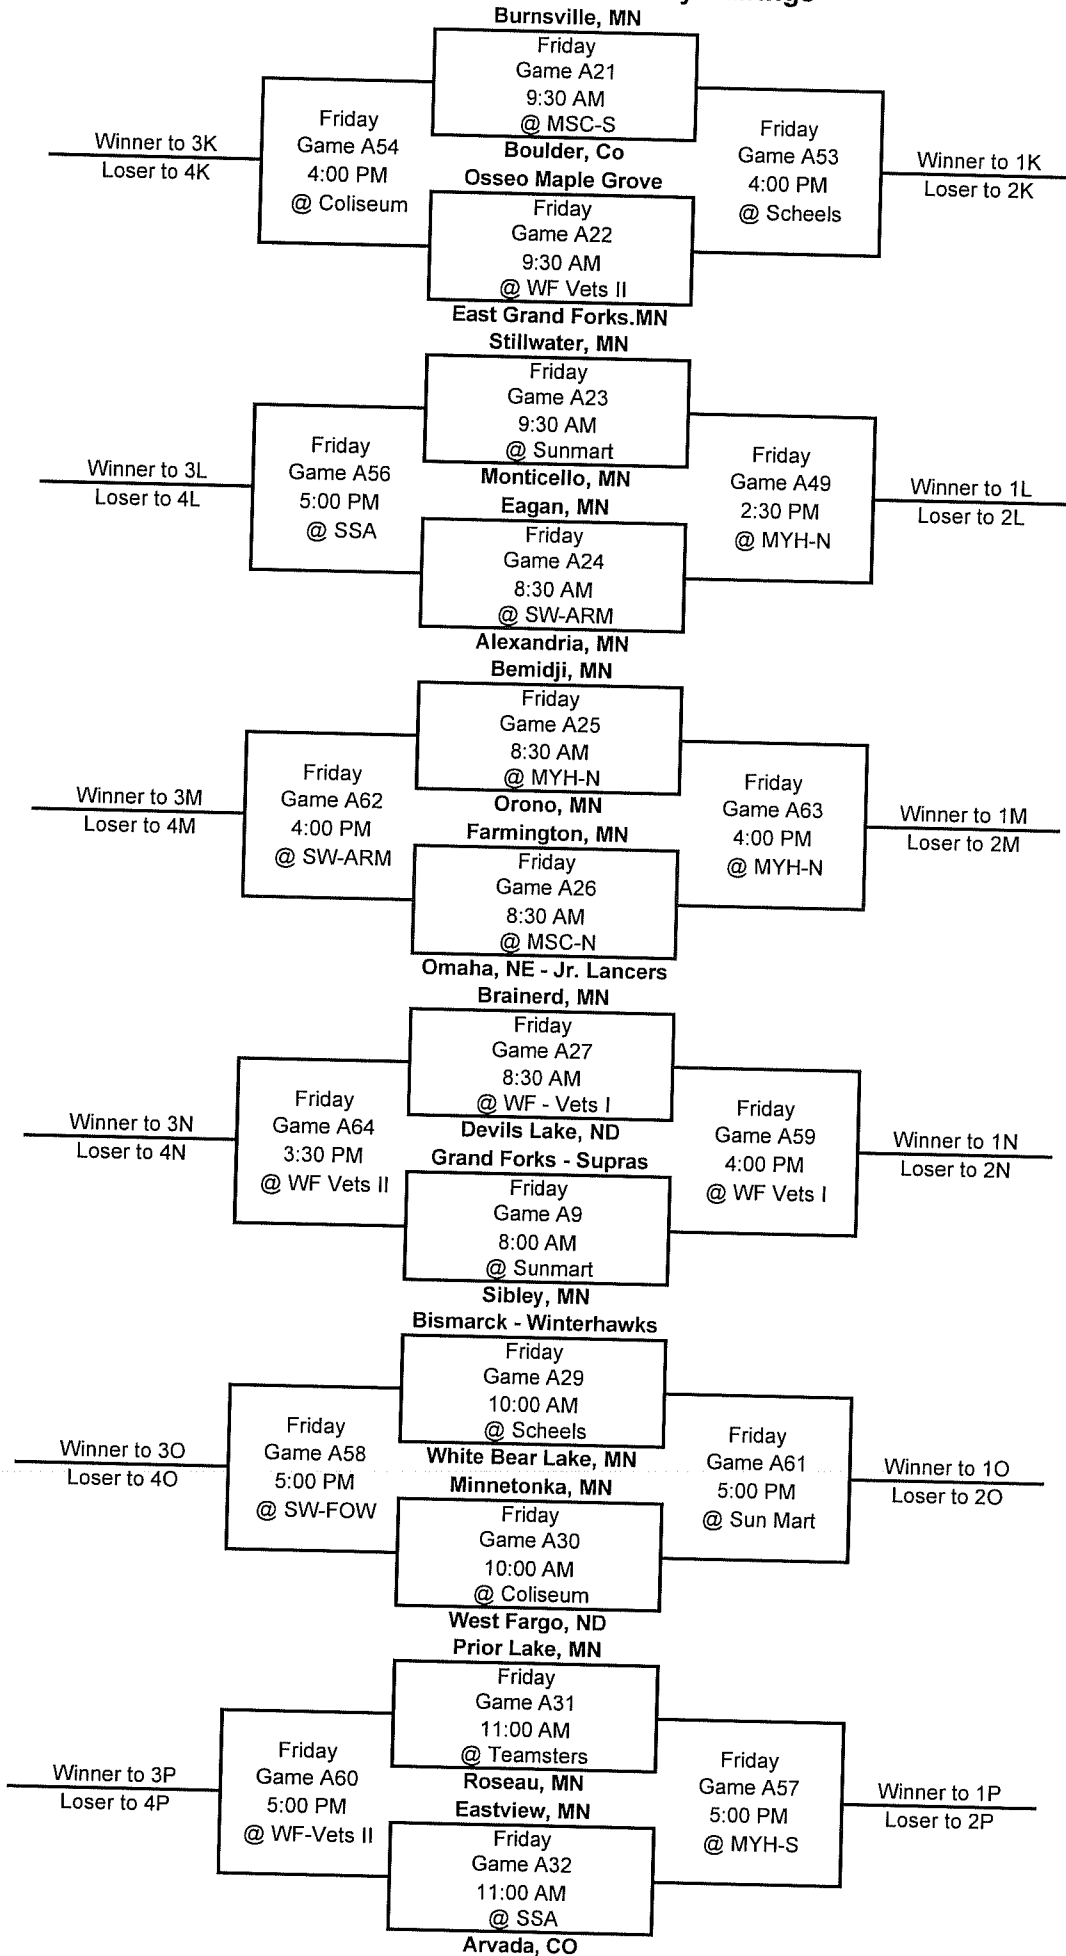 Burnsville, MN
Friday
Game A21
9:30 AM
@ MSC-S
Boulder, Co
Friday
Game A54
4:00 PM
@ Coliseum
Winner to 3K
Loser to 4K
Friday
Game A53
4:00 PM
@ Scheels
Winner to 1K
Loser to 2K
Osseo Maple Grove
Friday
Game A22
9:30 AM
@ WF Vets II
East Grand Forks.MN
Stillwater, MN
Friday
Game A23
9:30 AM
@ Sunmart
Monticello, MN
Friday
Game A56
5:00 PM
@ SSA
Winner to 3L
Loser to 4L
Friday
Game A49
2:30 PM
@ MYH-N
Winner to 1L
Loser to 2L
Eagan, MN
Friday
Game A24
8:30 AM
@ SW-ARM
Alexandria, MN
Bemidji, MN
Friday
Game A25
8:30 AM
@ MYH-N
Orono, MN
Friday
Game A62
4:00 PM
@ SW-ARM
Winner to 3M
Loser to 4M
Friday
Game A63
4:00 PM
@ MYH-N
Winner to 1M
Loser to 2M
Farmington, MN
Friday
Game A26
8:30 AM
@ MSC-N
Omaha, NE - Jr. Lancers
Brainerd, MN
Friday
Game A27
8:30 AM
@ WF - Vets I
Devils Lake, ND
Friday
Game A64
3:30 PM
@ WF Vets II
Winner to 3N
Loser to 4N
Friday
Game A59
4:00 PM
@ WF Vets I
Winner to 1N
Loser to 2N
Grand Forks - Supras
Friday
Game A9
8:00 AM
@ Sunmart
Sibley, MN
Bismarck - Winterhawks
Friday
Game A29
10:00 AM
@ Scheels
White Bear Lake, MN
Friday
Game A58
5:00 PM
@ SW-FOW
Winner to 3O
Loser to 4O
Friday
Game A61
5:00 PM
@ Sun Mart
Winner to 1O
Loser to 2O
Minnetonka, MN
Friday
Game A30
10:00 AM
@ Coliseum
West Fargo, ND
Prior Lake, MN
Friday
Game A31
11:00 AM
@ Teamsters
Roseau, MN
Friday
Game A60
5:00 PM
@ WF-Vets II
Winner to 3P
Loser to 4P
Friday
Game A57
5:00 PM
@ MYH-S
Winner to 1P
Loser to 2P
Eastview, MN
Friday
Game A32
11:00 AM
@ SSA
Arvada, CO